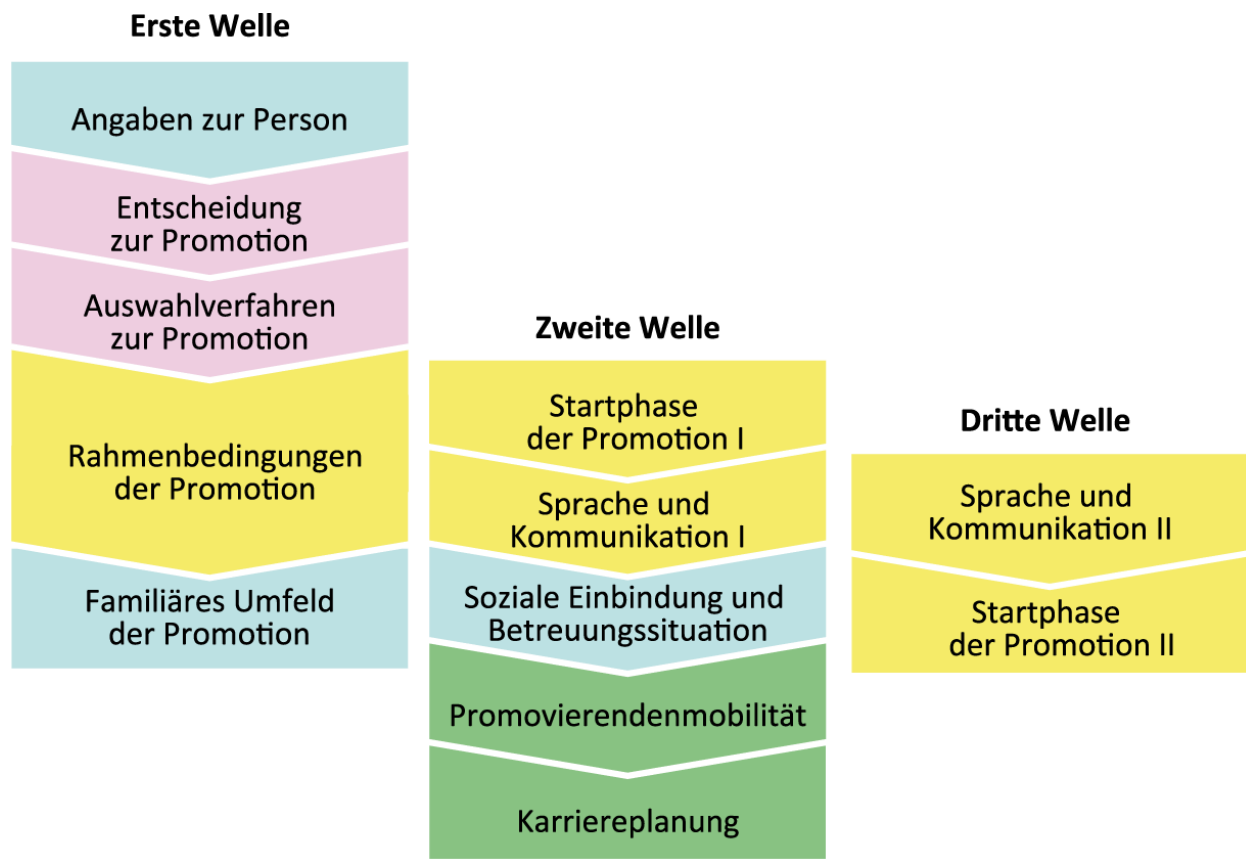 Erste Welle
Angaben zur Person
Entscheidung
zur Promotion
Auswahlverfahren
zur Promotion
Rahmenbedingungen
der Promotion
Familiäres Umfeld
der Promotion
Zweite Welle
Startphase
der Promotion I
Sprache und
Kommunikation I
Soziale Einbindung und
Betreuungssituation
Promovierendenmobilität
Karriereplanung
Dritte Welle
Sprache und
Kommunikation II
Startphase
der Promotion II